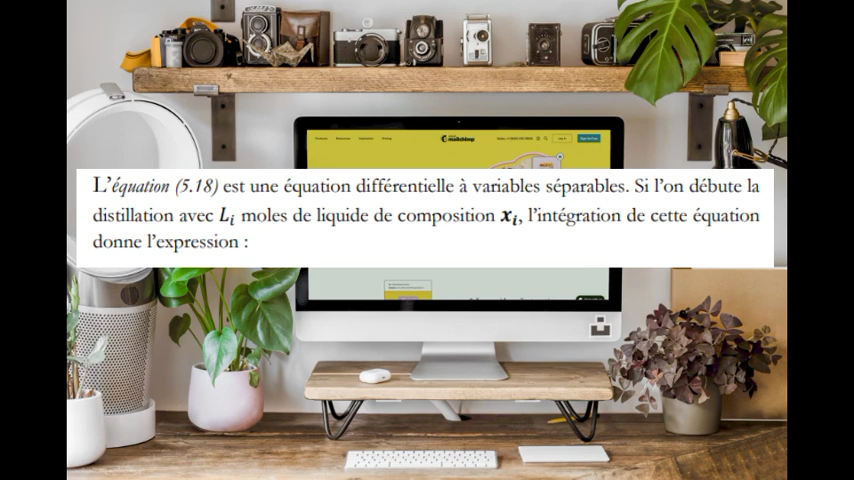 mailchimp
L'équation (5.18) est une équation différentielle à variables séparables. Si l'on débute la
distillation avec Lᵢ moles de liquide de composition xᵢ, l'intégration de cette équation
donne l'expression :